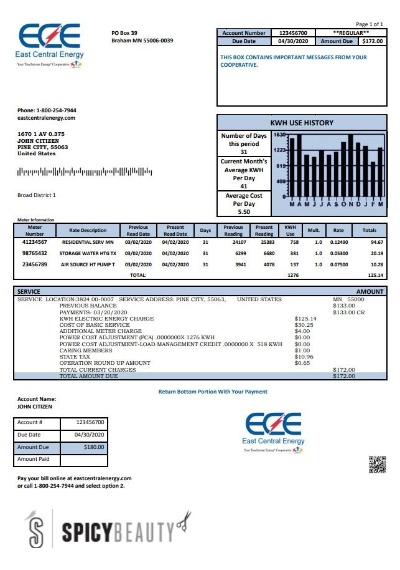 Page 1 of 1
ECE
East Central Energy
Your Touchstone Energy® Cooperative
PO Box 39
Braham MN 55006-0039
Account Number 123456700 **REGULAR**
Due Date 04/30/2020 Amount Due $172.00
THIS BOX CONTAINS IMPORTANT MESSAGES FROM YOUR
COOPERATIVE.
Phone: 1-800-254-7944
eastcentralenergy.com
1670 1 AV 0.375
JOHN CITIZEN
PINE CITY, 55063
United States
Broad District 1
KWH USE HISTORY
Number of Days
this period
31
Current Month's
Average KWH
Per Day
41
Average Cost
Per Day
5.50
M A M J J A S O N D J F M
Meter Information
Meter Number Rate Description Previous Read Date Present Read Date Days Previous Reading Present Reading KWH Use Mult. Rate Totals
41234567 RESIDENTIAL SERV MN 03/02/2020 04/02/2020 31 24107 25383 758 1.0 0.12490 94.67
98765432 STORAGE WATER HTG TX 03/02/2020 04/02/2020 31 6299 6680 381 1.0 0.05300 20.19
23456789 AIR SOURCE HT PUMP T 03/02/2020 04/02/2020 31 3941 4078 137 1.0 0.07500 10.28
TOTAL 1276 125.14
SERVICE AMOUNT
SERVICE LOCATION:3824 00-0007 SERVICE ADDRESS: PINE CITY, 55063, UNITED STATES MN 55000
PREVIOUS BALANCE $133.00
PAYMENTS: 03/20/2020 $133.00 CR
KWH ELECTRIC ENERGY CHARGE $125.14
COST OF BASIC SERVICE $30.25
ADDITIONAL METER CHARGE $4.00
POWER COST ADJUSTMENT (PCA) .0000000X 1276 KWH $0.00
POWER COST ADJUSTMENT-LOAD MANAGEMENT CREDIT .0000000 X 518 KWH $0.00
CARING MEMBERS $1.00
STATE TAX $10.96
OPERATION ROUND AMOUNT $0.65
TOTAL CURRENT CHARGES $172.00
TOTAL AMOUNT DUE $172.00
Return Bottom Portion With Your Payment
Account Name:
JOHN CITIZEN
Account # 123456700
Due Date 04/30/2020
Amount Due $180.00
Amount Paid
ECE
East Central Energy
Your Touchstone Energy® Cooperative
Pay your bill online at eastcentralenergy.com
or call 1-800-254-7944 and select option 2.
S SPICYBEAUTY